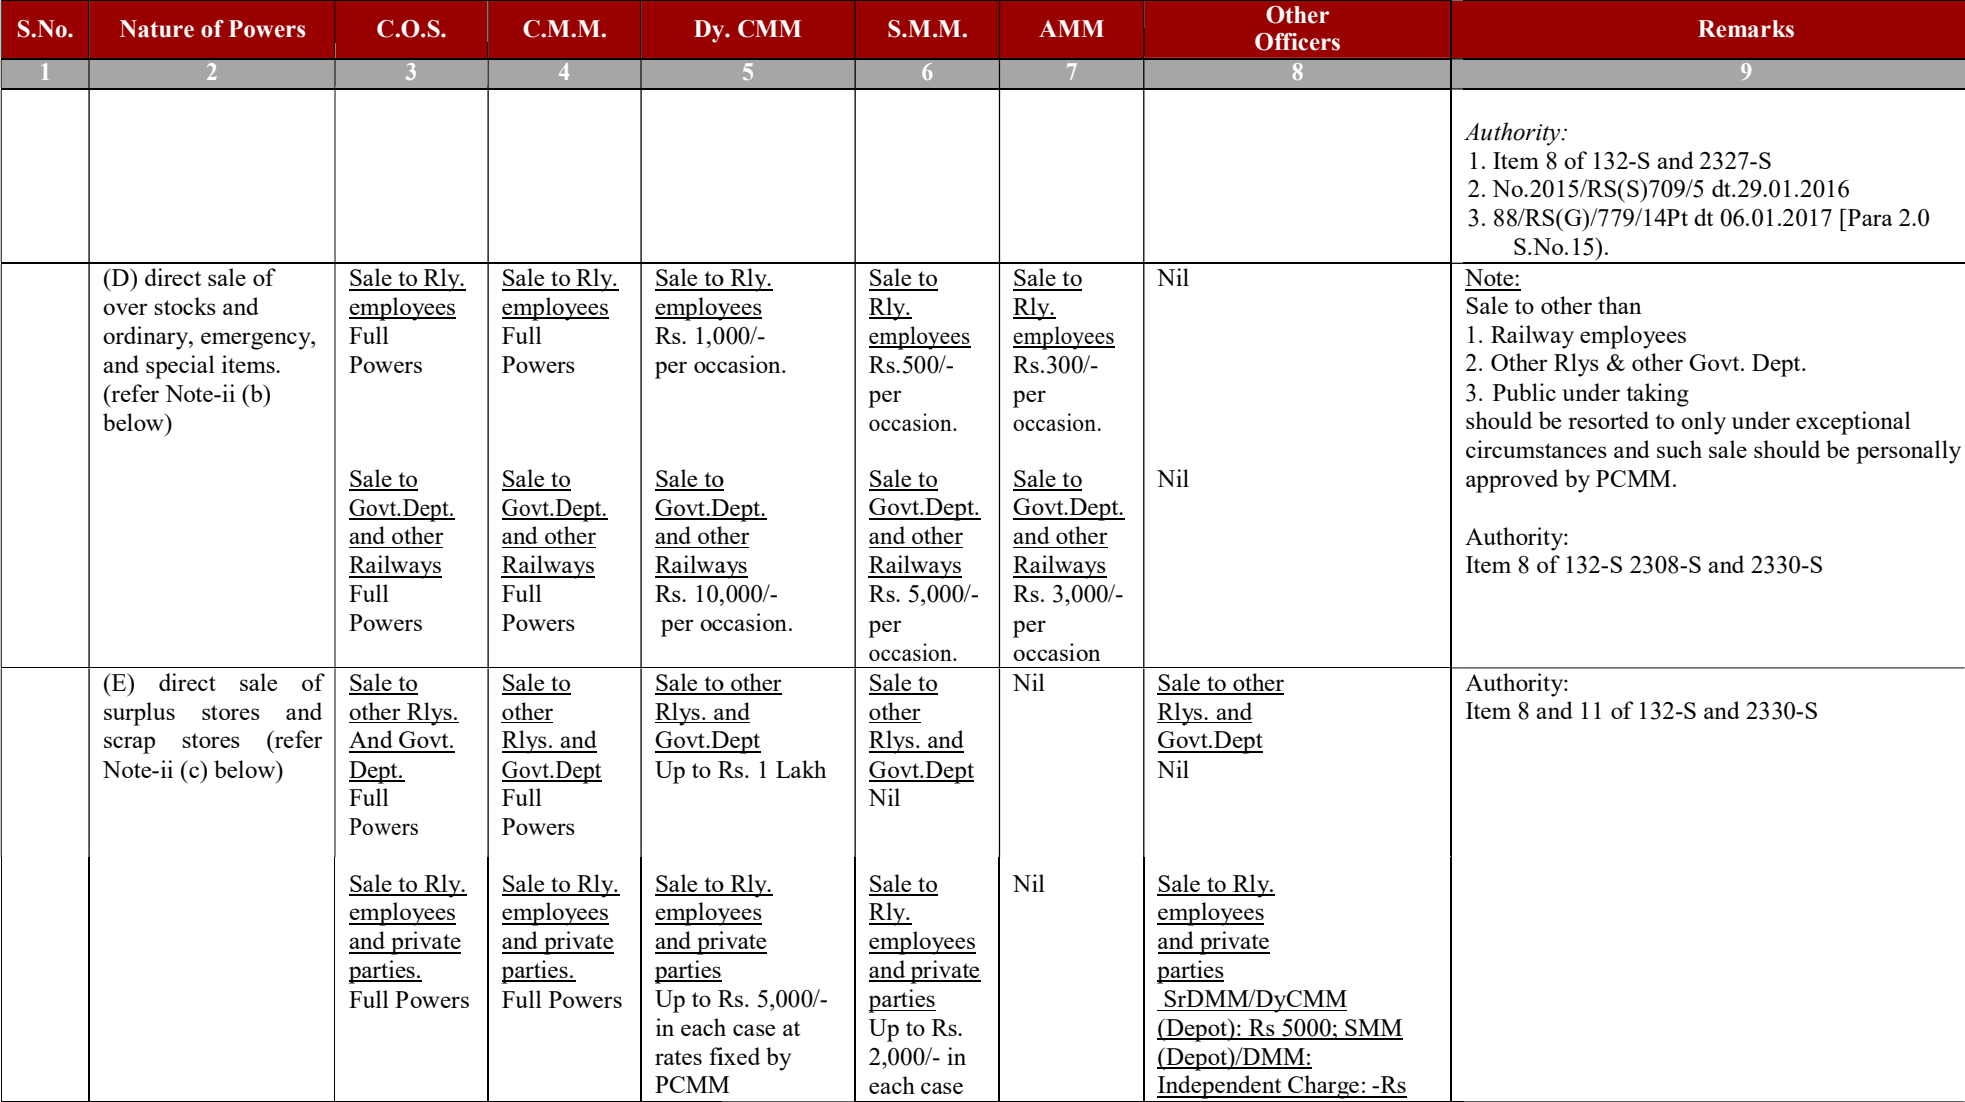 S.No.
Nature of Powers
C.O.S.
C.M.M.
Dy. CMM
S.M.M.
AMM
Other
Officers
Remarks
1
2
3
4
5
6
7
8
9
Authority:
1. Item 8 of 132-S and 2327-S
2. No.2015/RS(S)709/5 dt.29.01.2016
3. 88/RS(G)/779/14Pt dt 06.01.2017 [Para 2.0
S.No.15).
(D) direct sale of
over stocks and
ordinary, emergency,
and special items.
(refer Note-ii (b)
below)
Sale to Rly.
employees
Full
Powers
Sale to
Govt.Dept.
and other
Railways
Full
Powers
Sale to Rly.
employees
Full
Powers
Sale to
Govt.Dept.
and other
Railways
Full
Powers
Sale to Rly.
employees
Rs. 1,000/-
per occasion.
Sale to
Govt.Dept.
and other
Railways
Rs. 10,000/-
per occasion.
Sale to
Rly.
employees
Rs.500/-
per
occasion.
Sale to
Govt.Dept.
and other
Railways
Rs. 5,000/-
per
occasion.
Sale to
Rly.
employees
Rs.300/-
per
occasion.
Sale to
Govt.Dept.
and other
Railways
Rs. 3,000/-
per
occasion
Nil
Nil
Note:
Sale to other than
1. Railway employees
2. Other Rlys & other Govt. Dept.
3. Public under taking
should be resorted to only under exceptional
circumstances and such sale should be personally
approved by PCMM.
Authority:
Item 8 of 132-S 2308-S and 2330-S
(E) direct sale of
surplus stores and
scrap stores (refer
Note-ii (c) below)
Sale to
other Rlys.
And Govt.
Dept.
Full
Powers
Sale to Rly.
employees
and private
parties.
Full Powers
Sale to
other
Rlys. and
Govt.Dept
Full
Powers
Sale to Rly.
employees
and private
parties.
Full Powers
Sale to other
Rlys. and
Govt.Dept
Up to Rs. 1 Lakh
Sale to Rly.
employees
and private
parties
Up to Rs. 5,000/-
in each case at
rates fixed by
PCMM
Sale to
other
Rlys. and
Govt.Dept
Nil
Sale to
Rly.
employees
and private
parties
Up to Rs.
2,000/- in
each case
Nil
Nil
Sale to other
Rlys. and
Govt.Dept
Nil
Sale to Rly.
employees
and private
parties
SrDMM/DyCMM
(Depot): Rs 5000; SMM
(Depot)/DMM:
Independent Charge: -Rs
Authority:
Item 8 and 11 of 132-S and 2330-S